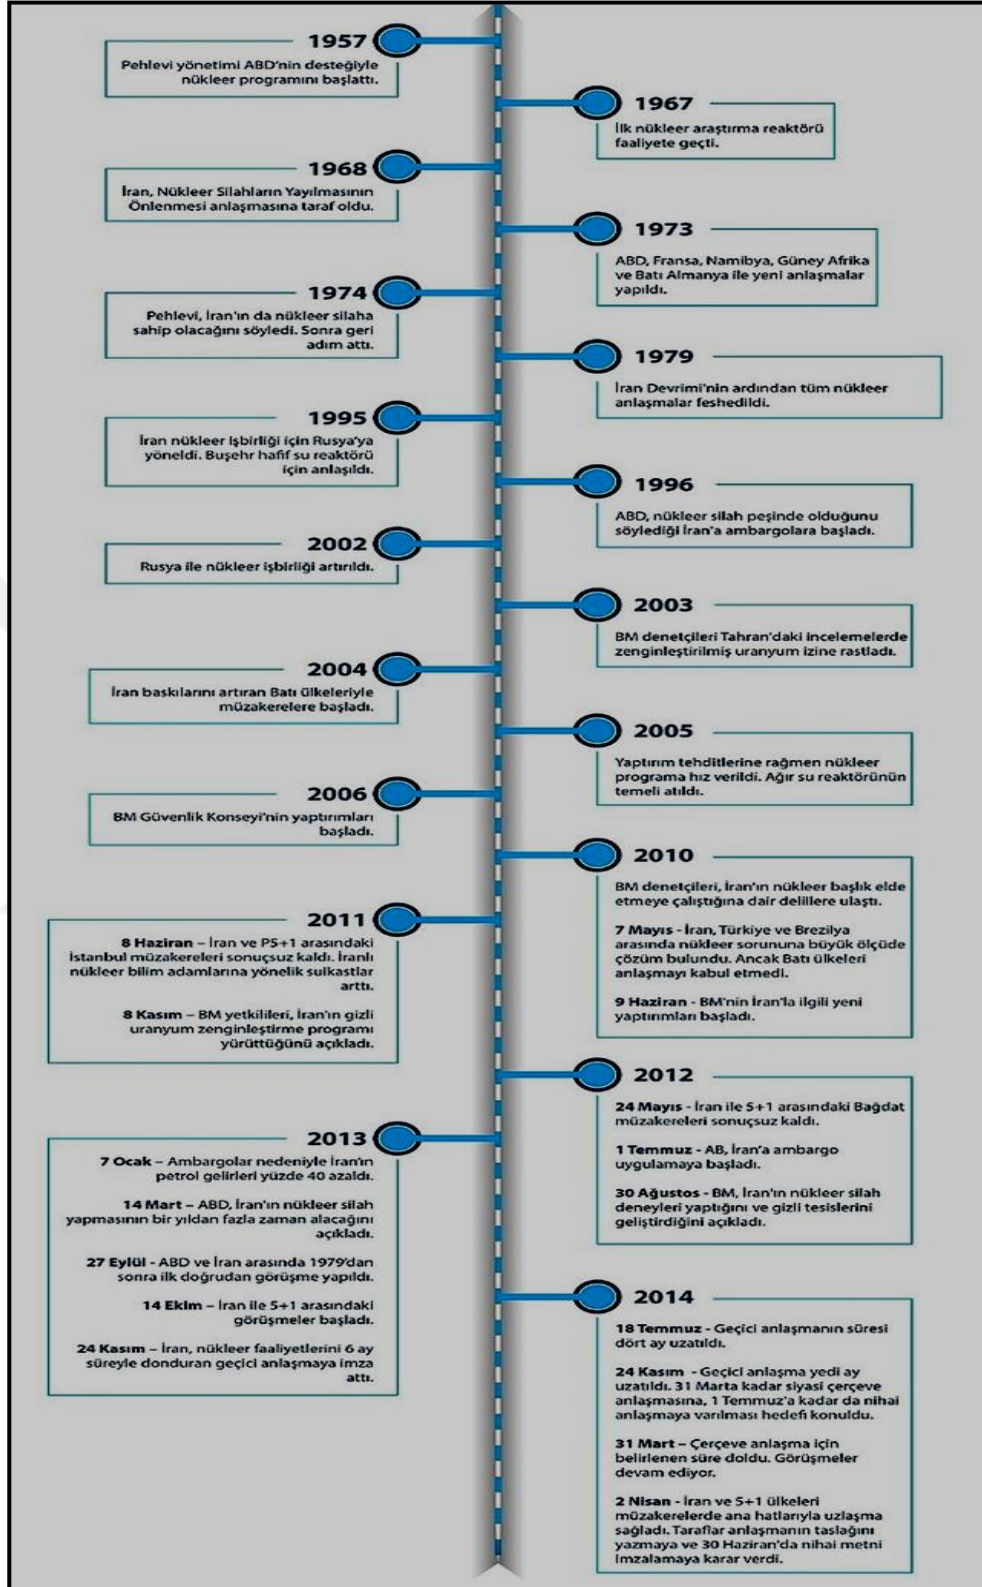 1957
Pehlevi yönetimi ABD'nin desteğiyle
nükleer programını başlattı.
1967
İlk nükleer araştırma reaktörü
faaliyete geçti.
1968
İran, Nükleer Silahların Yayılmasının
Önlenmesi anlaşmasına taraf oldu.
1973
ABD, Fransa, Namibya, Güney Afrika
ve Batı Almanya ile yeni anlaşmalar
yapıldı.
1974
Pehlevi, İran'ın da nükleer silaha
sahip olacağını söyledi. Sonra geri
adım attı.
1979
İran Devrimi'nin ardından tüm nükleer
anlaşmalar feshedildi.
1995
İran nükleer işbirliği için Rusya'ya
yöneldi. Buşehr hafif su reaktörü
için anlaşıldı.
1996
ABD, nükleer silah peşinde olduğunu
söylediği İran'a ambargolara başladı.
2002
Rusya ile nükleer işbirliği artırıldı.
2003
BM denetçileri Tahran'daki incelemelerde
zenginleştirilmiş uranyum izine rastladı.
2004
İran baskılarını artıran Batı ülkeleriyle
müzakerelere başladı.
2005
Yaptırım tehditlerine rağmen nükleer
programa hız verildi. Ağır su reaktörünün
temeli atıldı.
2006
BM Güvenlik Konseyi'nin yaptırımları
başladı.
2010
BM denetçileri, İran'ın nükleer başlık elde
etmeye çalıştığına dair delillere ulaştı.
7 Mayıs - İran, Türkiye ve Brezilya
arasında nükleer sorununa büyük ölçüde
çözüm bulundu. Ancak Batı ülkeleri
anlaşmayı kabul etmedi.
9 Haziran - BM'nin İran'la ilgili yeni
yaptırımları başladı.
2011
8 Haziran – İran ve P5+1 arasındaki
İstanbul müzakereleri sonuçsuz kaldı. İranlı
nükleer bilim adamlarına yönelik suikastlar
arttı.
8 Kasım – BM yetkilileri, İran'ın gizli
uranyum zenginleştirme programı
yürüttüğünü açıkladı.
2012
24 Mayıs - İran ile 5+1 arasındaki Bağdat
müzakereleri sonuçsuz kaldı.
1 Temmuz - AB, İran'a ambargo
uygulamaya başladı.
30 Ağustos - BM, İran'ın nükleer silah
deneyleri yaptığını ve gizli tesislerini
geliştirdiğini açıkladı.
2013
7 Ocak – Ambargolar nedeniyle İran'ın
petrol gelirleri yüzde 40 azaldı.
14 Mart – ABD, İran'ın nükleer silah
yapmasının bir yıldan fazla zaman alacağını
açıkladı.
27 Eylül - ABD ve İran arasında 1979'dan
sonra ilk doğrudan görüşme yapıldı.
14 Ekim – İran ile 5+1 arasındaki
görüşmeler başladı.
24 Kasım – İran, nükleer faaliyetlerini 6 ay
süreyle donduran geçici anlaşmaya imza
attı.
2014
18 Temmuz - Geçici anlaşmanın süresi
dört ay uzatıldı.
24 Kasım - Geçici anlaşma yedi ay
uzatıldı. 31 Marta kadar siyasi çerçeve
anlaşmasına, 1 Temmuz'a kadar da nihai
anlaşmaya varılması hedefi konuldu.
31 Mart – Çerçeve anlaşma için
belirlenen süre doldu. Görüşmeler
devam ediyor.
2 Nisan - İran ve 5+1 ülkeleri
müzakerelerde ana hatlarıyla uzlaşma
sağladı. Taraflar anlaşmanın taslağını
yazmaya ve 30 Haziran'da nihai metni
imzalamaya karar verdi.